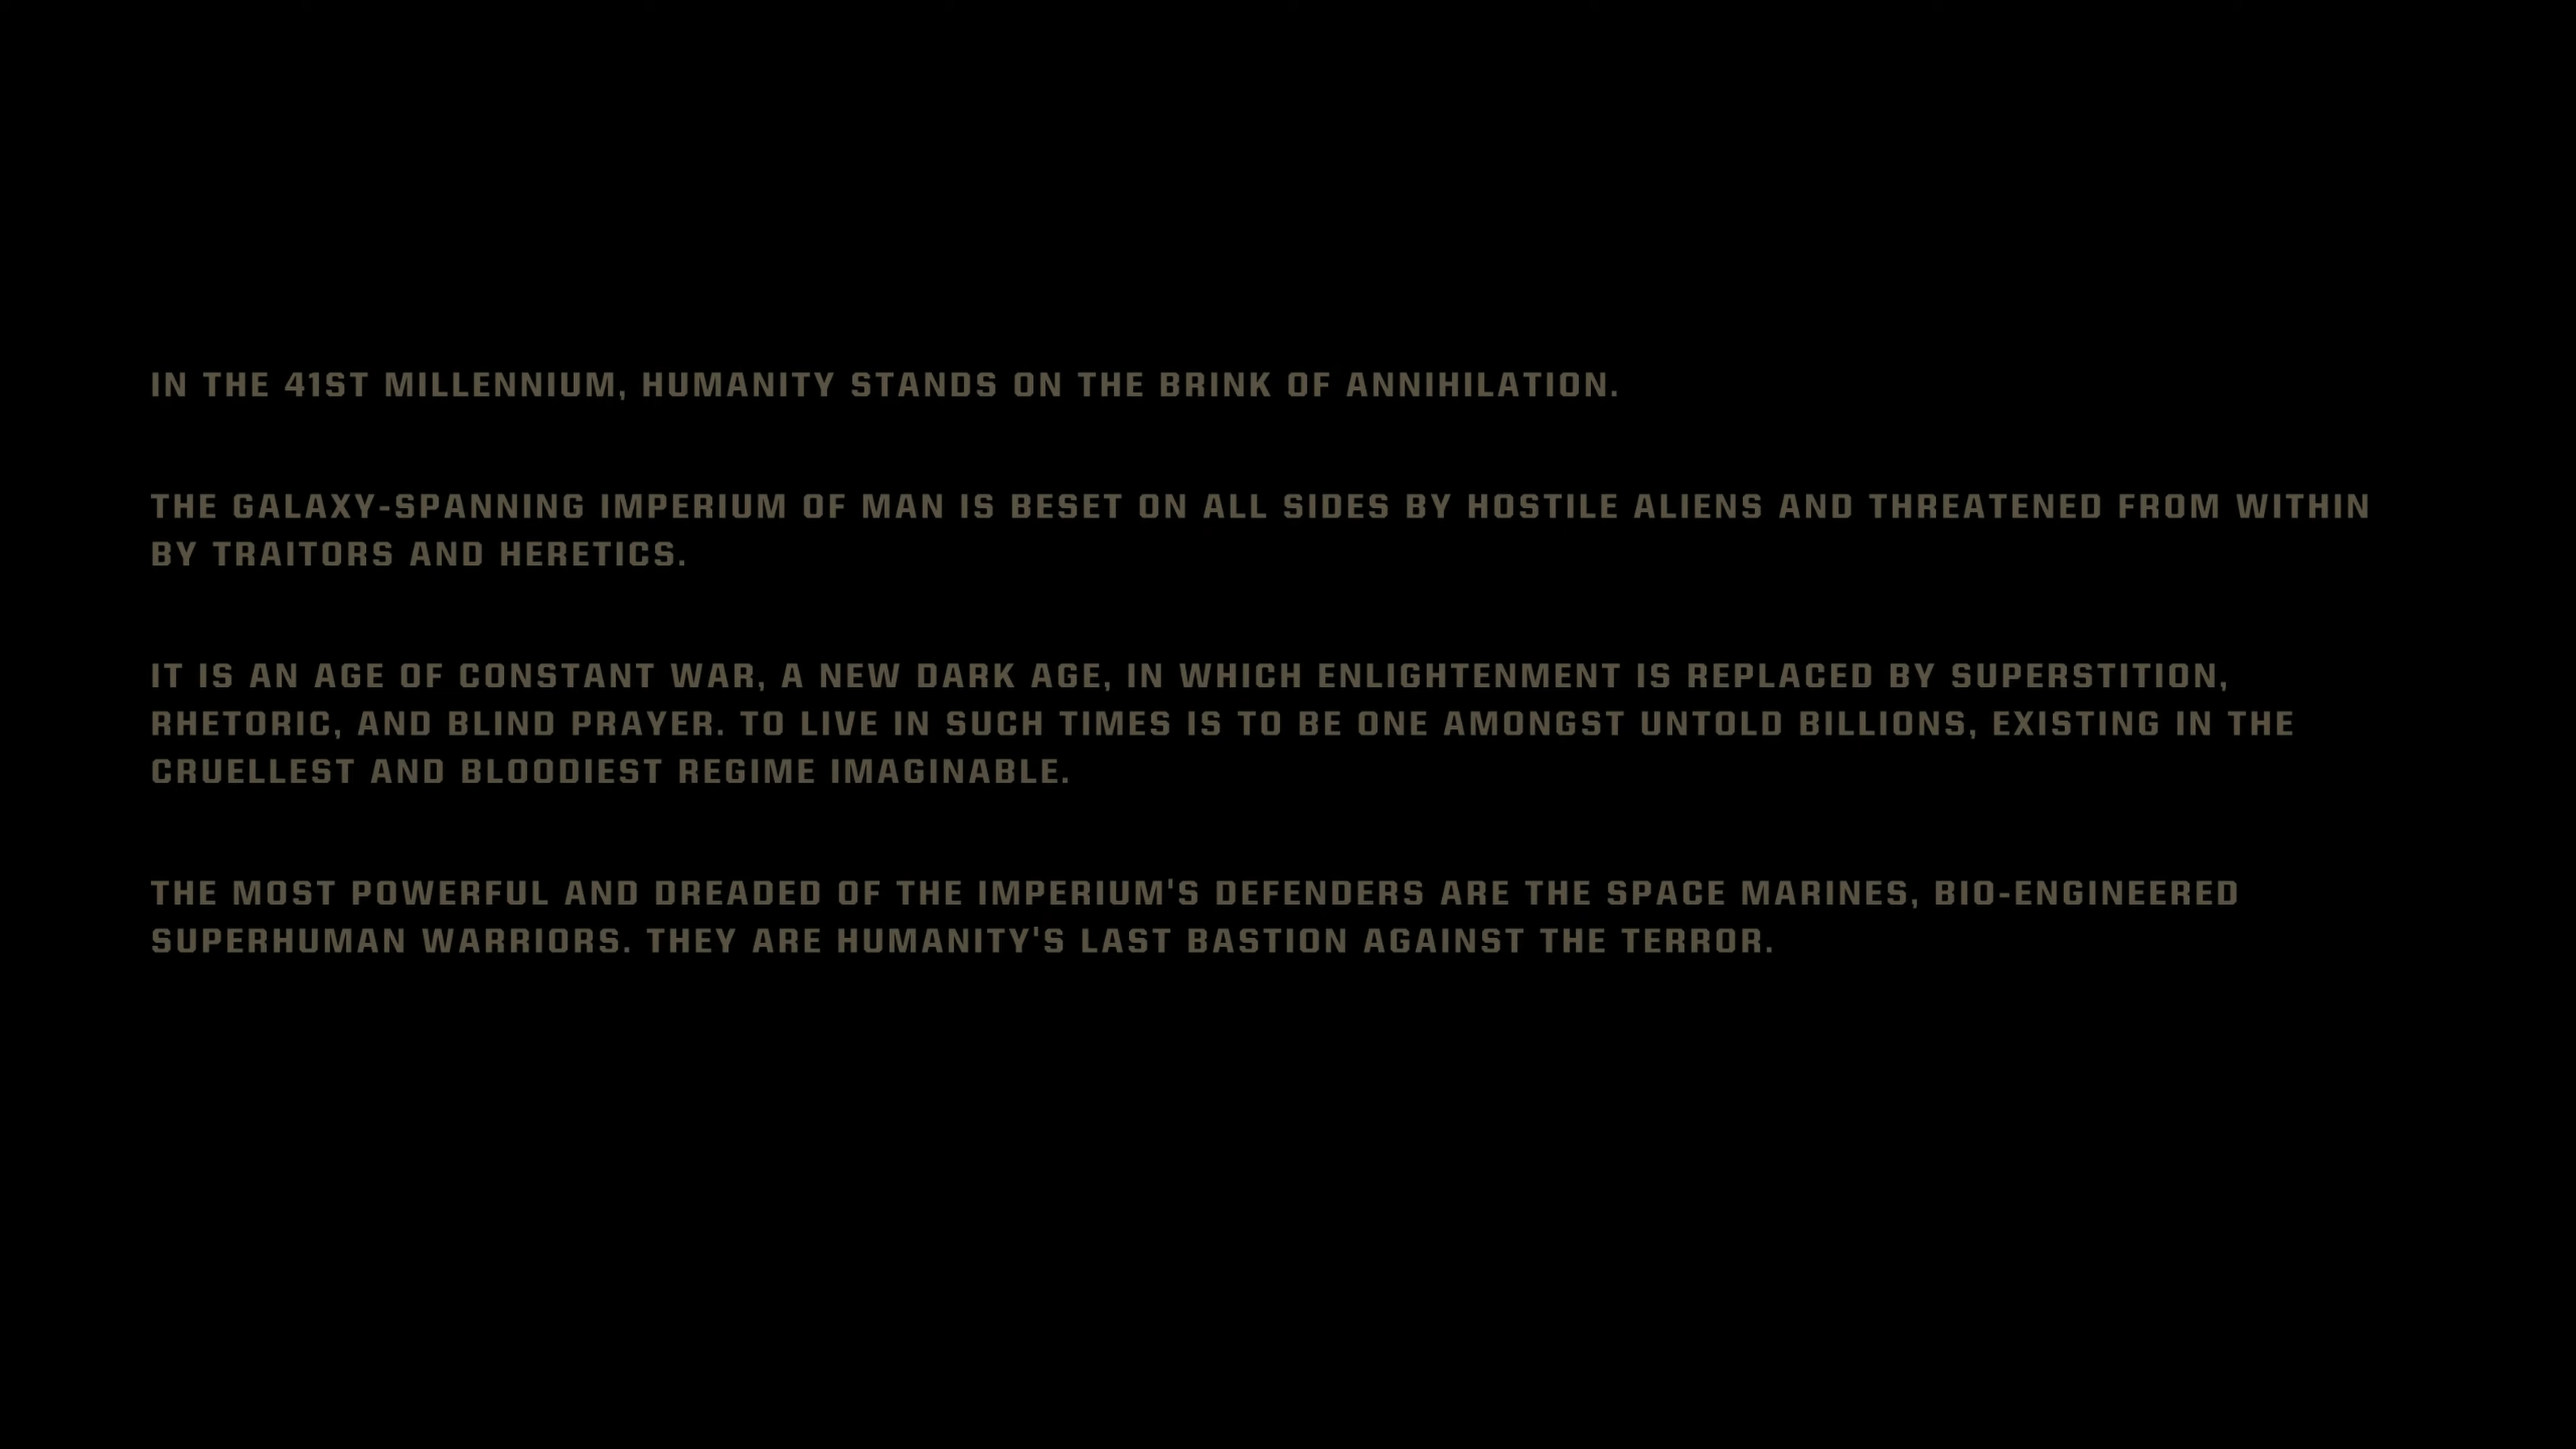 IN THE 41ST MILLENNIUM, HUMANITY STANDS ON THE BRINK OF ANNIHILATION.
THE GALAXY-SPANNING IMPERIUM OF MAN IS BESET ON ALL SIDES BY HOSTILE ALIENS AND THREATENED FROM WITHIN
BY TRAITORS AND HERETICS.
IT IS AN AGE OF CONSTANT WAR, A NEW DARK AGE, IN WHICH ENLIGHTENMENT IS REPLACED BY SUPERSTITION,
RHETORIC, AND BLIND PRAYER. TO LIVE IN SUCH TIMES IS TO BE ONE AMONGST UNTOLD BILLIONS, EXISTING IN THE
CRUELLEST AND BLOODIEST REGIME IMAGINABLE.
THE MOST POWERFUL AND DREADED OF THE IMPERIUM'S DEFENDERS ARE THE SPACE MARINES, BIO-ENGINEERED
SUPERHUMAN WARRIORS. THEY ARE HUMANITY'S LAST BASTION AGAINST THE TERROR.